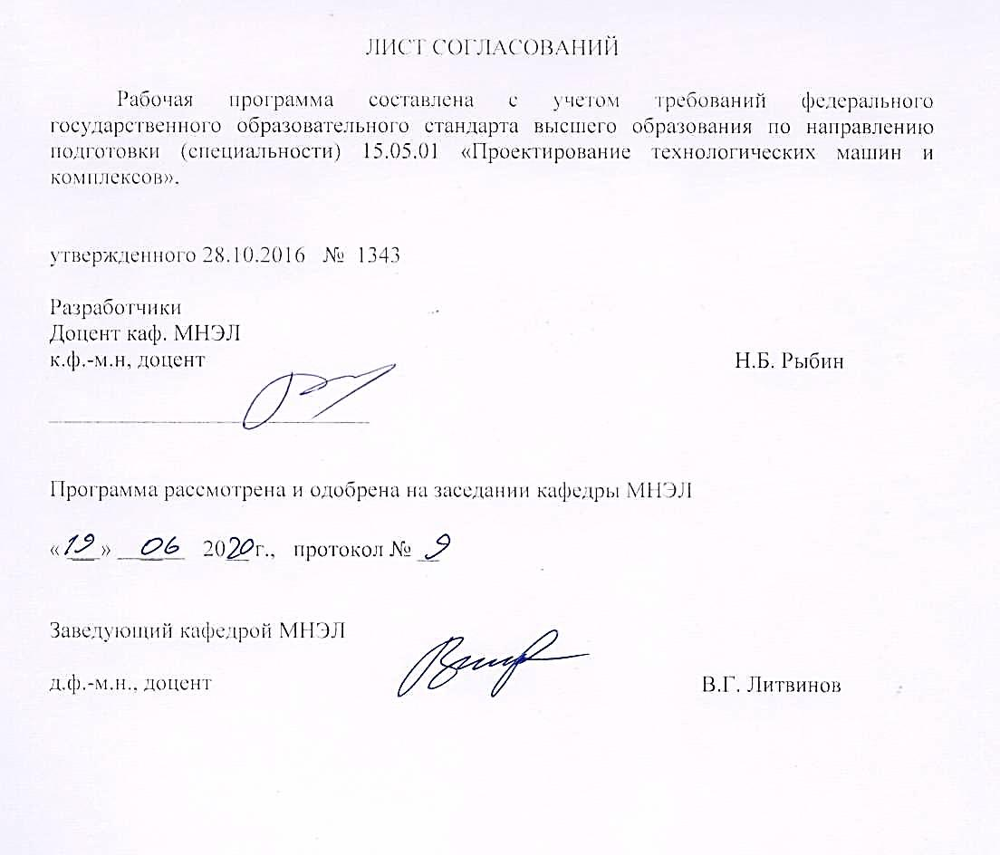 ЛИСТ СОГЛАСОВАНИЙ
Рабочая программа составлена с учетом требований федерального
государственного образовательного стандарта высшего образования по направлению
подготовки (специальности) 15.05.01 «Проектирование технологических машин и
комплексов».
утвержденного 28.10.2016 № 1343
Разработчики
Доцент каф. МНЭЛ
к.ф.-м.н, доцент Н.Б. Рыбин
Программа рассмотрена и одобрена на заседании кафедры МНЭЛ
«19» 06 2020г., протокол № 9
Заведующий кафедрой МНЭЛ
д.ф.-м.н., доцент В.Г. Литвинов